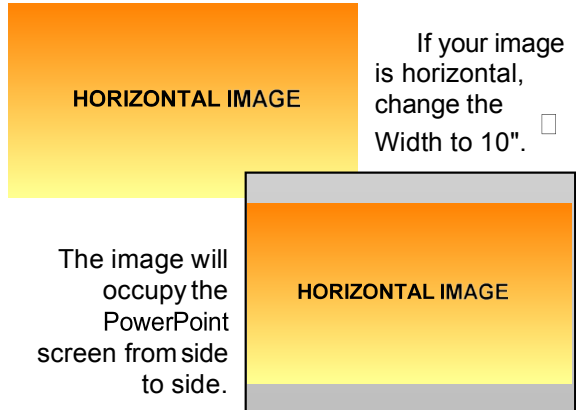 HORIZONTAL IMAGE
If your image
is horizontal,
change the
Width to 10".
HORIZONTAL IMAGE
The image will
occupy the
PowerPoint
screen from side
to side.